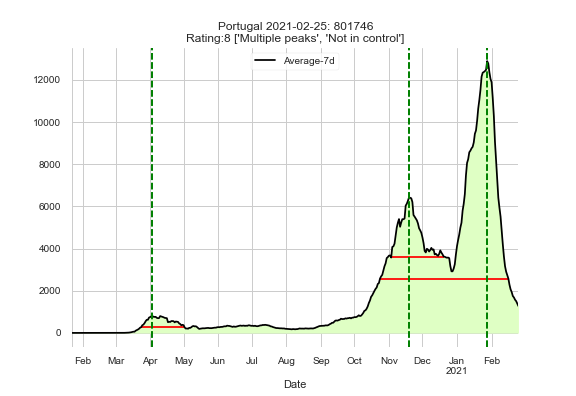 Portugal 2021-02-25: 801746
Rating:8 ['Multiple peaks', 'Not in control']
Average-7d
12000
10000
8000
6000
4000
2000
0
Feb Mar Apr May Jun Jul Aug Sep Oct Nov Dec Jan Feb
2021
Date